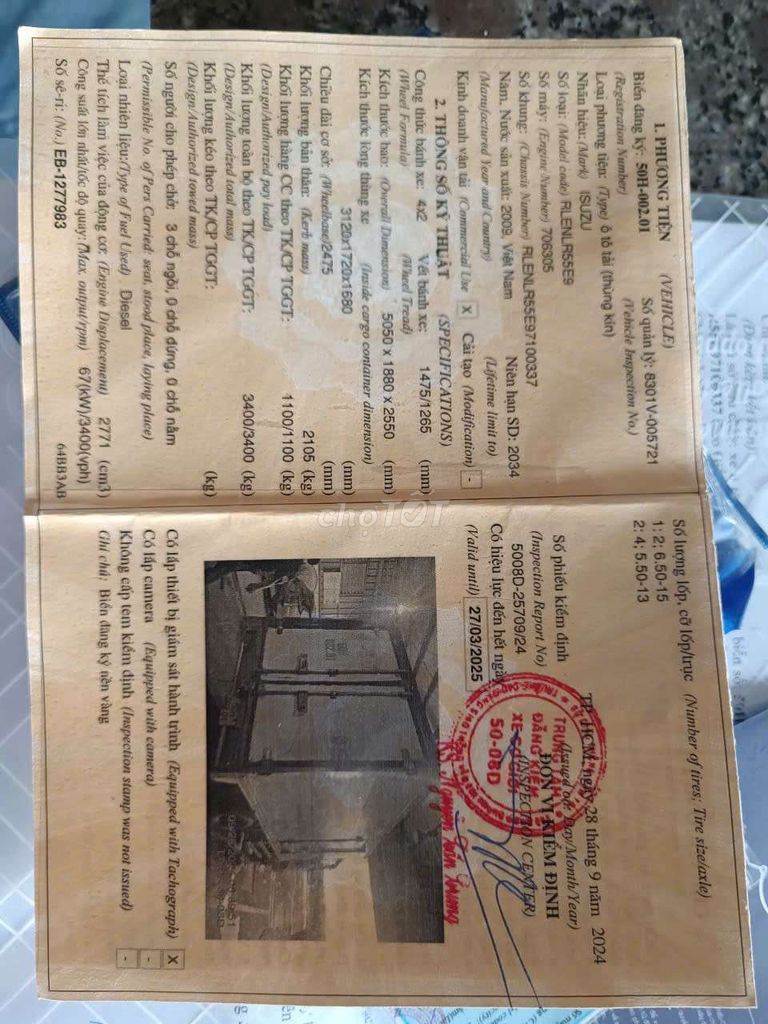 1. PHƯƠNG TIỆN (VEHICLE)
Biển đăng ký: 50H-002.01 Số quản lý: 8301V-005721
(Registration Number) (Vehicle Inspection No.)
Loại phương tiện: (Type) ô tô tải (thùng kín)
Nhãn hiệu: (Mark) ISUZU
Số loại: (Model code) RLENLR55E9
Số máy: (Engine Number) 706305
Số khung: (Chassis Number) RLENLR55E97100337
Năm, Nước sản xuất: 2009, Việt Nam Niên hạn SD: 2034
(Manufactured Year and Country) (Lifetime limit to)
Kinh doanh vận tải (Commercial Use) X Cải tạo (Modification) -
2. THÔNG SỐ KỸ THUẬT (SPECIFICATIONS)
Công thức bánh xe: 4x2 Vết bánh xe: 1475/1265 (mm)
(Wheel Formula) (Wheel Tread)
Kích thước bao: (Overall Dimension) 5050 x 1880 x 2550 (mm)
Kích thước lòng thùng xe (Inside cargo container dimension)
3120x1720x1680 (mm)
Chiều dài cơ sở: (Wheelbase)2475 (mm)
Khối lượng bản thân: (Kerb mass) 2105 (kg)
Khối lượng hàng CC theo TK/CP TGGT: 1100/1100 (kg)
(Design/Authorized pay load)
Khối lượng toàn bộ theo TK/CP TGGT: 3400/3400 (kg)
(Design/Authorized total mass)
Khối lượng kéo theo TK/CP TGGT: (kg)
(Design/Authorized towed mass)
Số người cho phép chở: 3 chỗ ngồi, 0 chỗ đứng, 0 chỗ nằm
(Permissible No. of Pers Carried: seat, stood place, laying place)
Loại nhiên liệu:(Type of Fuel Used) Diesel
Thể tích làm việc của động cơ: (Engine Displacement) 2771 (cm3)
Công suất lớn nhất/tốc độ quay: (Max. output/rpm) 67(kW)/3400(vph)
Số sê-ri: (No.) EB-1277983 64BB3AB
Số lượng lốp, cỡ lốp/trục (Number of tires; Tire size/axle)
1: 2; 6.50-15
2: 4; 5.50-13
TP. HCM, ngày 28 tháng 9 năm 2024
(Issued on: Day/Month/Year)
Số phiếu kiểm định ĐƠN VỊ KIỂM ĐỊNH
(Inspection Report No) (INSPECTION CENTER)
5008D-25709/24
Có hiệu lực đến hết ngày
(Valid until) 27/03/2025
TRUNG TÂM
ĐĂNG KIỂM
XE CƠ GIỚI
50-08D
choTỐT
Có lắp thiết bị giám sát hành trình (Equipped with Tachograph) X
Có lắp camera (Equipped with camera) -
Không cấp tem kiểm định (Inspection stamp was not issued) -
Ghi chú: Biển đăng ký nền vàng